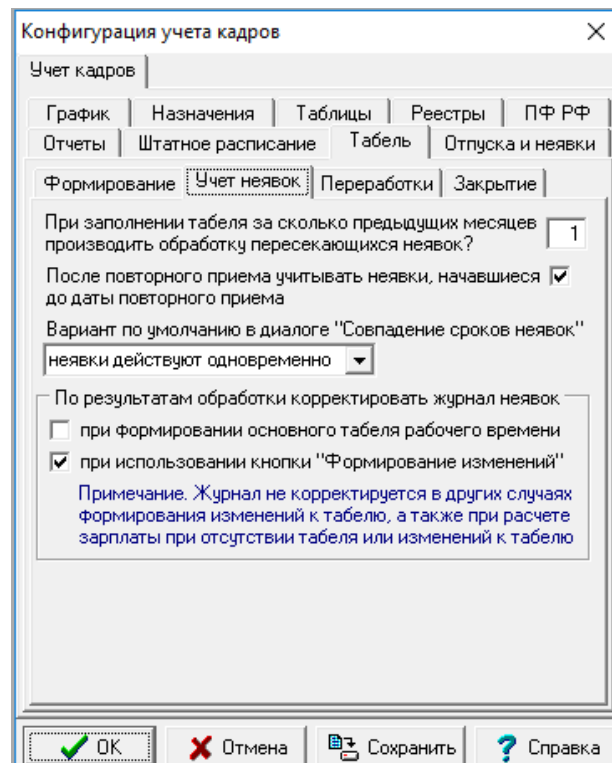 Конфигурация учета кадров
Учет кадров
График Назначения Таблицы Реестры ПФ РФ
Отчеты Штатное расписание Табель Отпуска и неявки
Формирование Учет неявок Переработки Закрытие
При заполнении табеля за сколько предыдущих месяцев
производить обработку пересекающихся неявок? 1
После повторного приема учитывать неявки, начавшиеся
до даты повторного приема
Вариант по умолчанию в диалоге "Совпадение сроков неявок"
неявки действуют одновременно
По результатам обработки корректировать журнал неявок
при формировании основного табеля рабочего времени
при использовании кнопки "Формирование изменений"
Примечание. Журнал не корректируется в других случаях
формирования изменений к табелю, а также при расчете
зарплаты при отсутствии табеля или изменений к табелю
OK Отмена Сохранить Справка